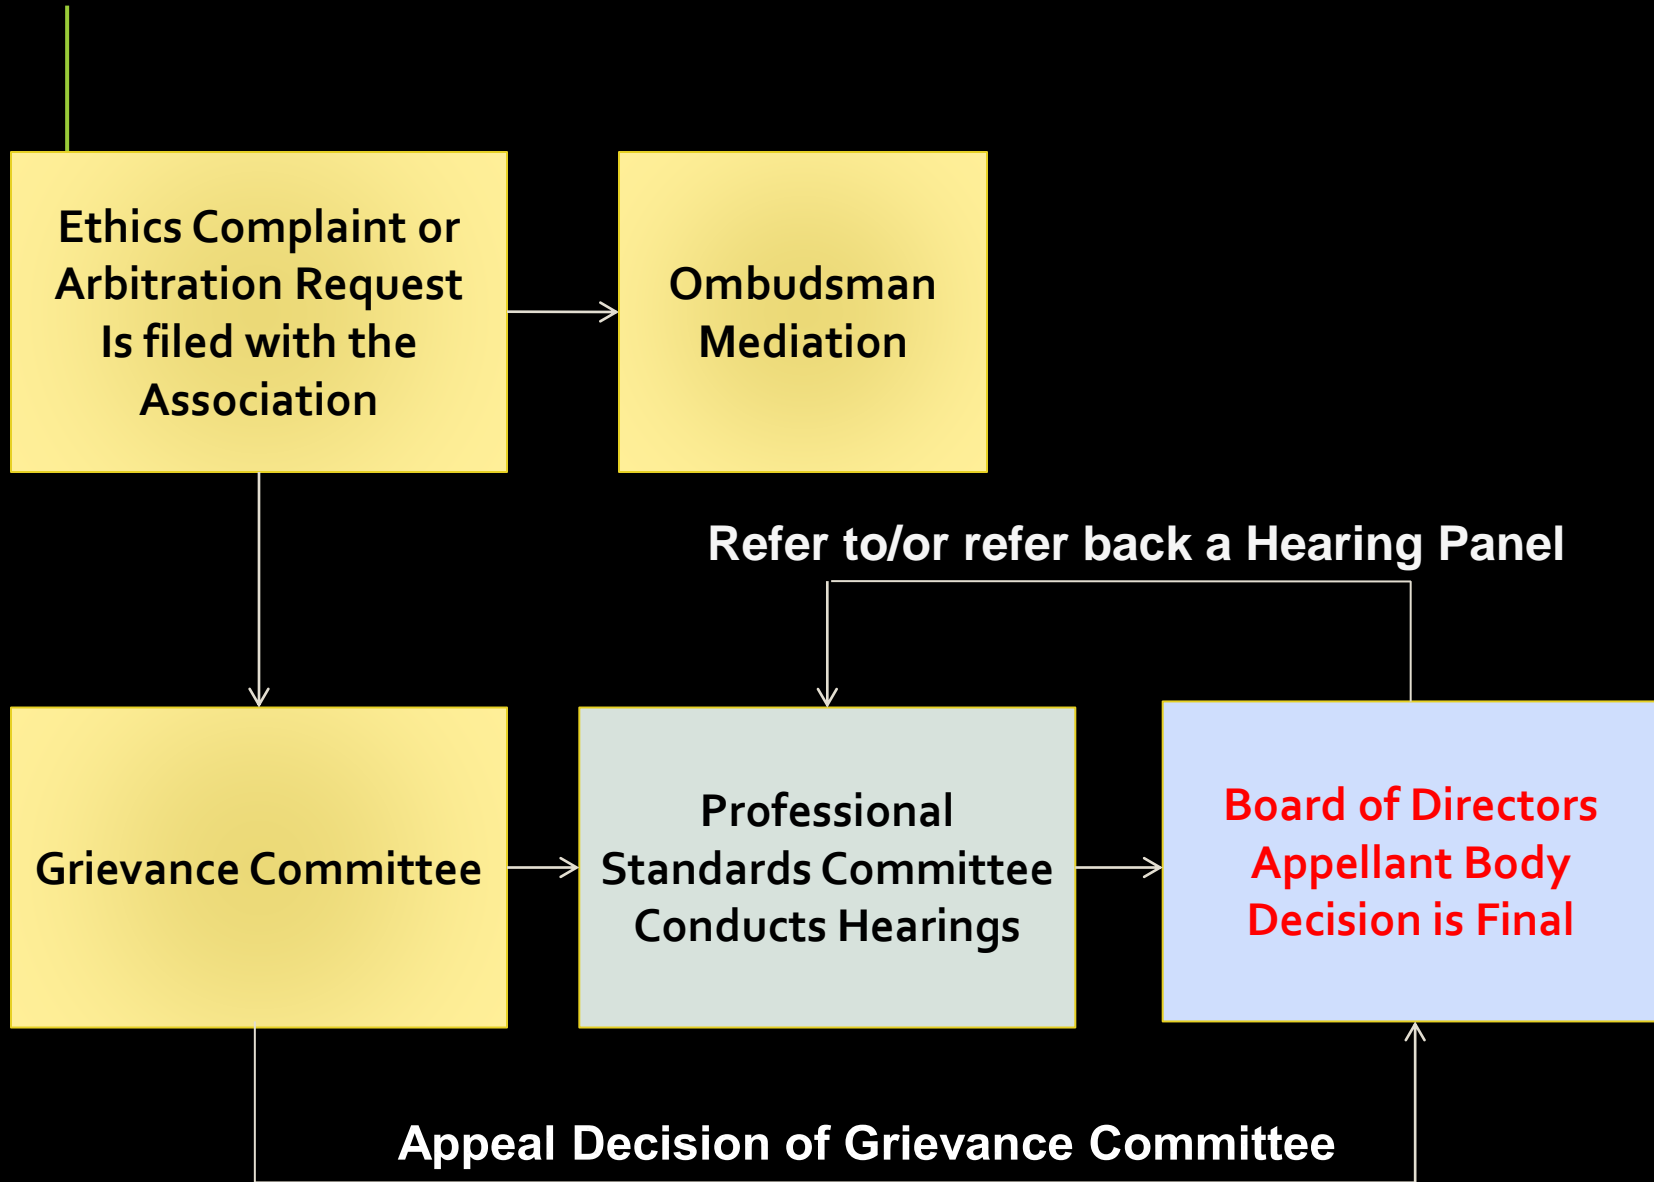 Ethics Complaint or
Arbitration Request
Is filed with the
Association
Ombudsman
Mediation
Refer to/or refer back a Hearing Panel
Grievance Committee
Professional
Standards Committee
Conducts Hearings
Board of Directors
Appellant Body
Decision is Final
Appeal Decision of Grievance Committee